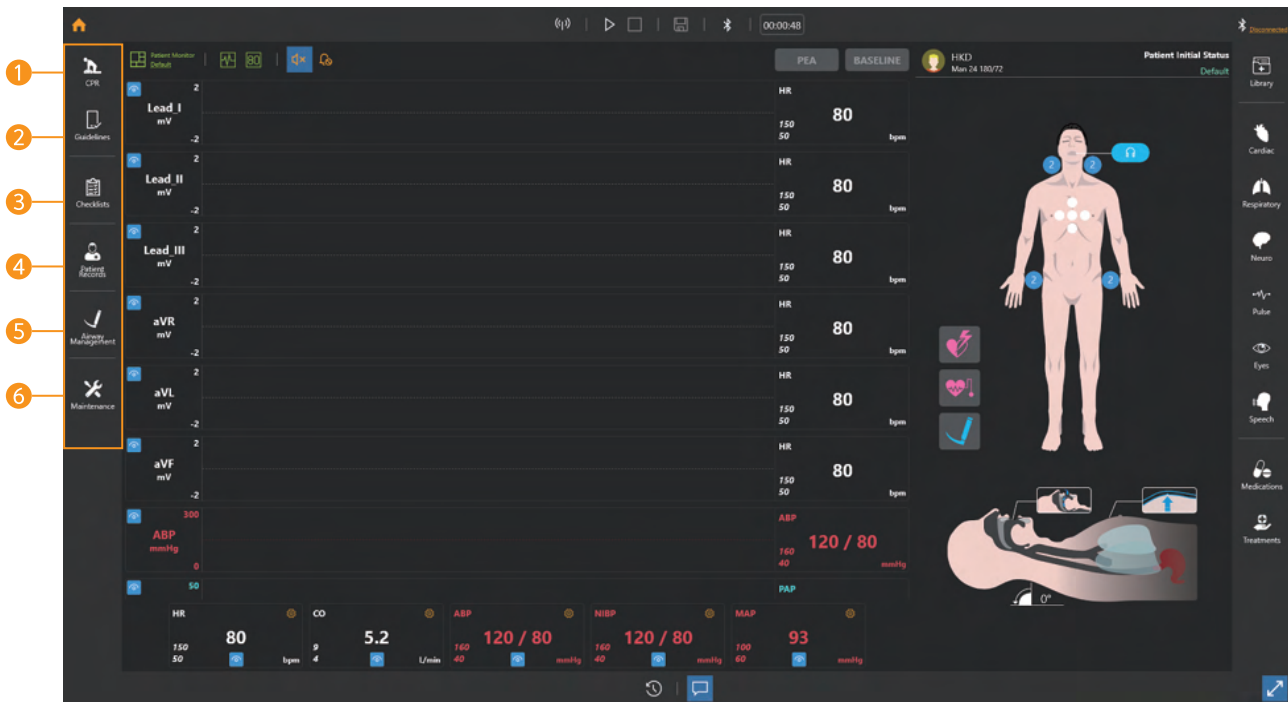 00:00:48
Disconnected
1
CPR
2
Guidelines
3
Checklists
4
Patient
Records
5
Airway
Management
6
Maintenance
Patient Monitor
Default
80
PEA
BASELINE
HKD
Man 24 180/72
Patient Initial Status
Default
2
Lead_I
mV
-2
HR
80
150
50
bpm
2
Lead_II
mV
-2
HR
80
150
50
bpm
2
Lead_III
mV
-2
HR
80
150
50
bpm
2
aVR
mV
-2
HR
80
150
50
bpm
2
aVL
mV
-2
HR
80
150
50
bpm
2
aVF
mV
-2
HR
80
150
50
bpm
300
ABP
mmHg
0
ABP
120 / 80
160
40
mmHg
50
PAP
HR
80
150
50
bpm
CO
5.2
9
4
L/min
ABP
120 / 80
160
40
mmHg
NIBP
120 / 80
160
40
mmHg
MAP
93
100
60
mmHg
2
2
2
2
0°
Library
Cardiac
Respiratory
Neuro
Pulse
Eyes
Speech
Medications
Treatments